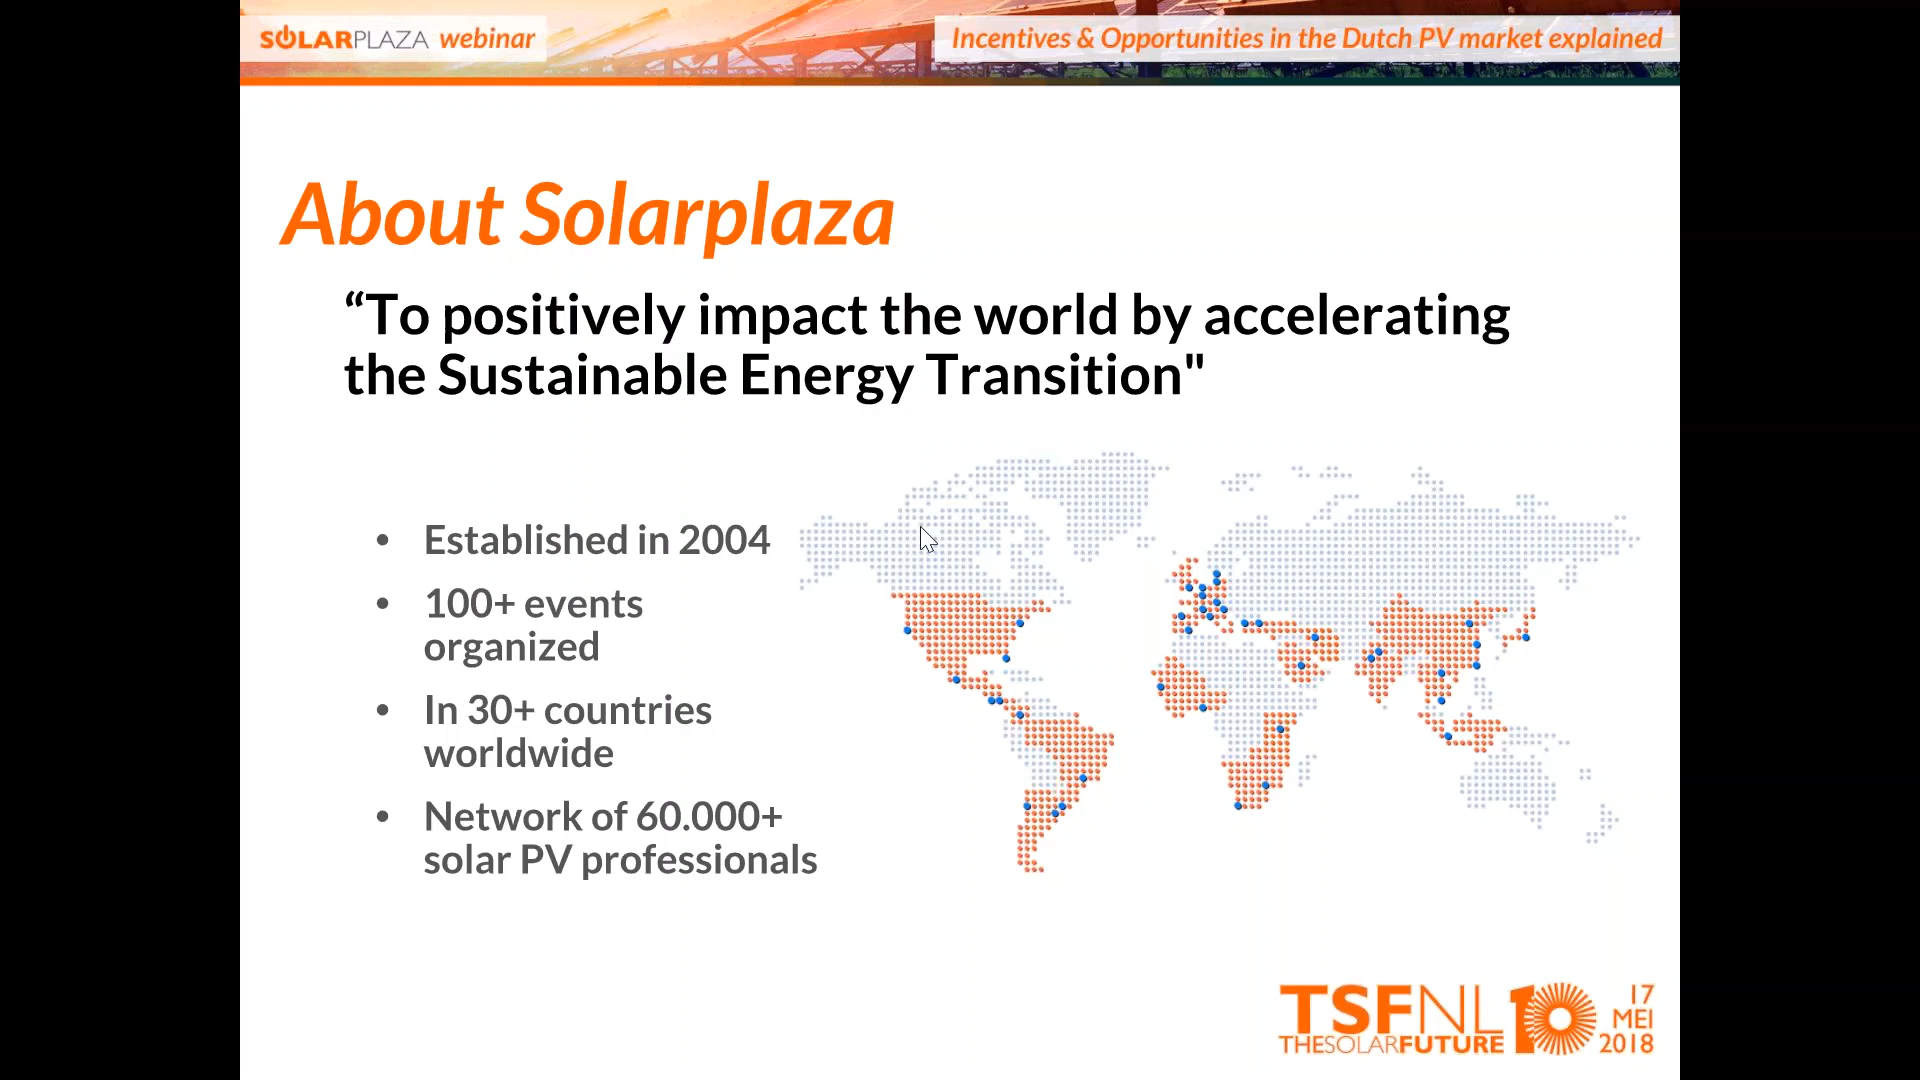 SOLARPLAZA webinar
Incentives & Opportunities in the Dutch PV market explained
About Solarplaza
“To positively impact the world by accelerating
the Sustainable Energy Transition"
• Established in 2004
• 100+ events
organized
• In 30+ countries
worldwide
• Network of 60.000+
solar PV professionals
TSFNL 10
THESOLARFUTURE
17
MEI
2018